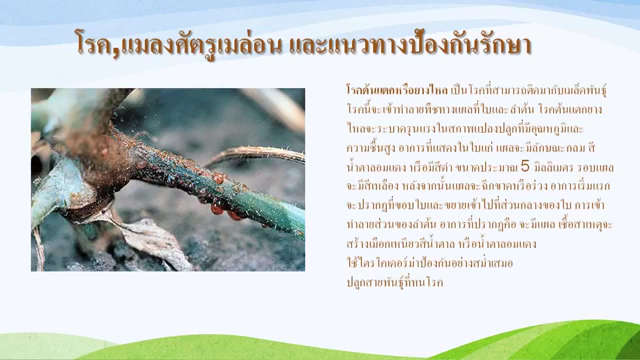 โรค,แมลงศัตรูเมล่อน และแนวทางป้องกันรักษา
โรคต้นแตกหรือยางไหล เป็นโรคที่สามารถติดมากับเมล็ดพันธุ์
โรคนี้จะเข้าทำลายพืชทางแผลที่ใบและลำต้น โรคต้นแตกยาง
ไหลจะระบาดรุนแรงในสภาพแปลงปลูกที่มีอุณหภูมิและ
ความชื้นสูง อาการที่แสดงในใบแก่ แผลจะมีลักษณะกลม สี
น้ำตาลอมแดง หรือมีสีดำ ขนาดประมาณ 5 มิลลิเมตร รอบแผล
จะมีสีเหลือง หลังจากนั้นแผลจะฉีกขาดหรือร่วง อาการเริ่มแรก
จะปรากฏที่ขอบใบและขยายเข้าไปที่ส่วนกลางของใบ การเข้า
ทำลายส่วนของลำต้น อาการที่ปรากฏคือ จะมีแผล เชื้อสาเหตุจะ
สร้างเมือกเหนียวสีน้ำตาล หรือน้ำตาลอมแดง
ใช้ไตรโคเดอร์ม่าป้องกันอย่างสม่ำเสมอ
ปลูกสายพันธุ์ที่ทนโรค